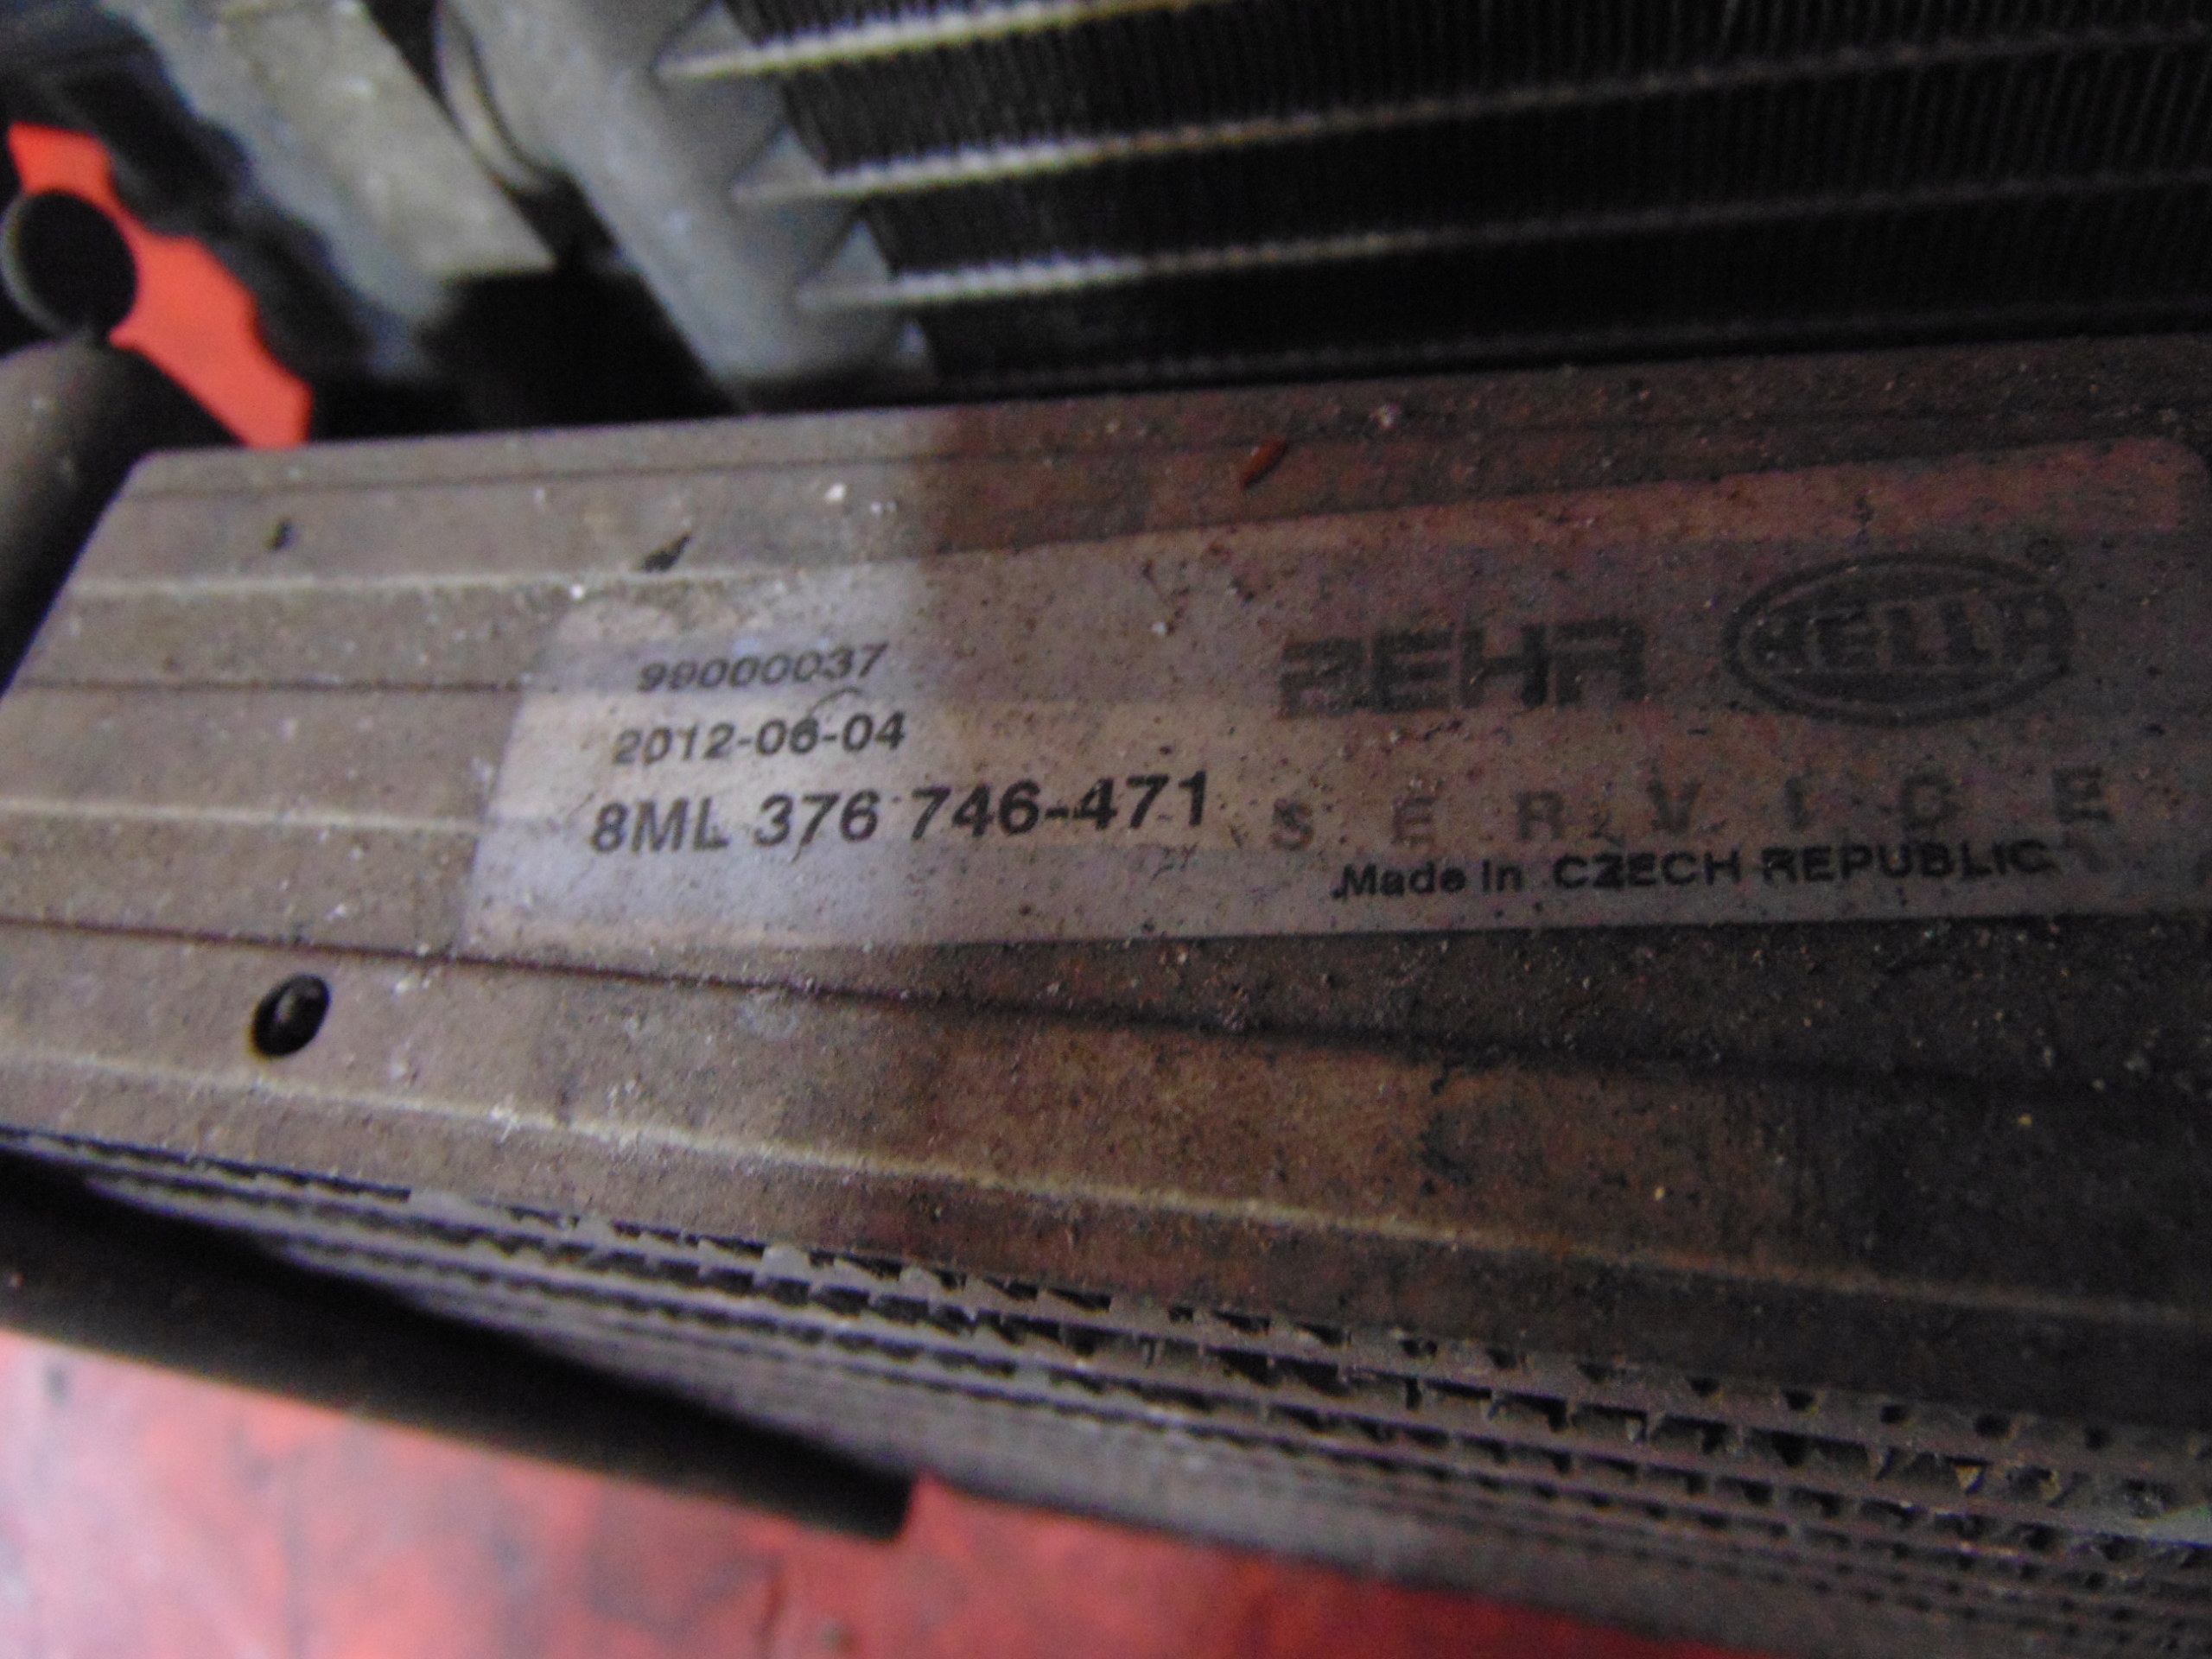 99000037
2012-06-04
8ML 376 746-471
BEHR HELLA
SERVICE
Made in CZECH REPUBLIC